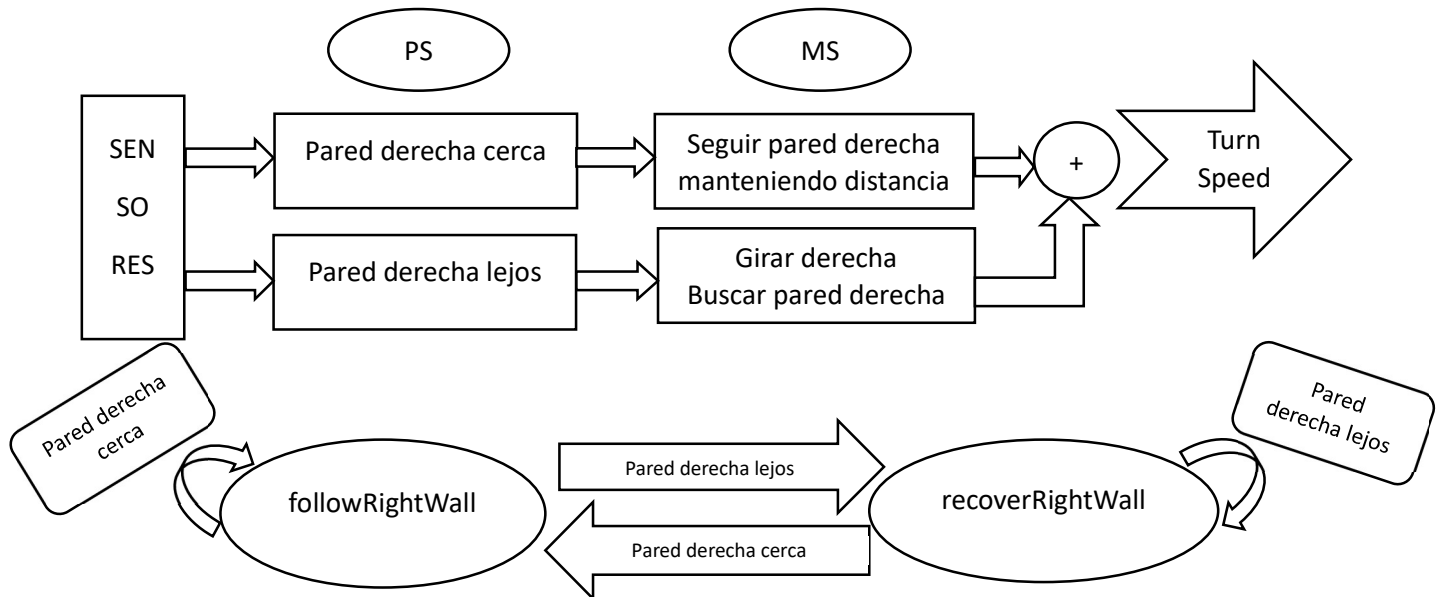 PS
MS
SEN
SO
RES
Pared derecha cerca
Seguir pared derecha
manteniendo distancia
+
Turn
Speed
Pared derecha lejos
Girar derecha
Buscar pared derecha
Pared derecha
cerca
Pared
derecha lejos
followRightWall
Pared derecha lejos
recoverRightWall
Pared derecha cerca